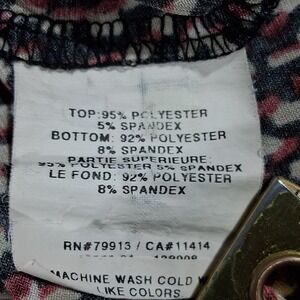 TOP:95% POLYESTER
5% SPANDEX
BOTTOM: 92% POLYESTER
8% SPANDEX
PARTIE SUPERIEURE:
95% POLYESTER 5% SPANDEX
LE FOND: 92% POLYESTER
8% SPANDEX
RN#79913 / CA#11414
MACHINE WASH COLD
LIKE COLORS